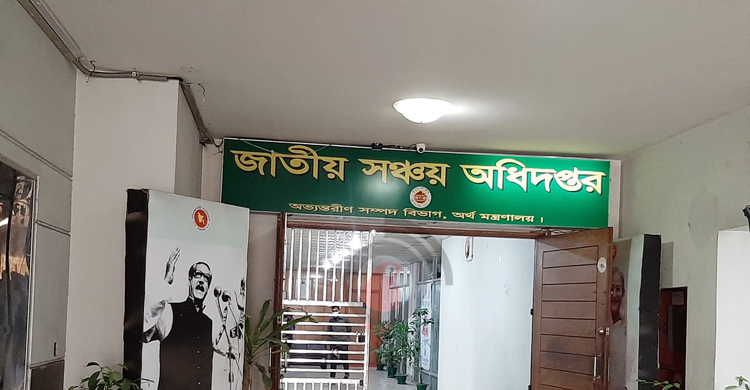 জাতীয় সঞ্চয় অধিদপ্তর
অভ্যন্তরীণ সম্পদ বিভাগ, অর্থ মন্ত্রণালয় ।